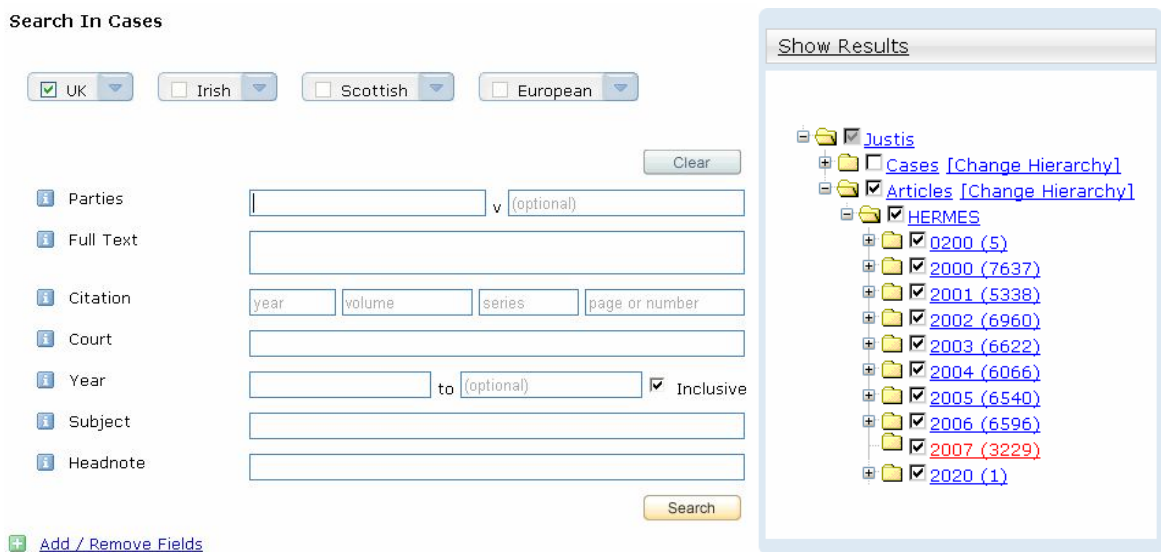 Search In Cases
UK Irish Scottish European
Clear
Parties v (optional)
Full Text
Citation year volume series page or number
Court
Year to (optional) Inclusive
Subject
Headnote
Search
Add / Remove Fields
Show Results
Justis
Cases [Change Hierarchy]
Articles [Change Hierarchy]
HERMES
0200 (5)
2000 (7637)
2001 (5338)
2002 (6960)
2003 (6622)
2004 (6066)
2005 (6540)
2006 (6596)
2007 (3229)
2020 (1)